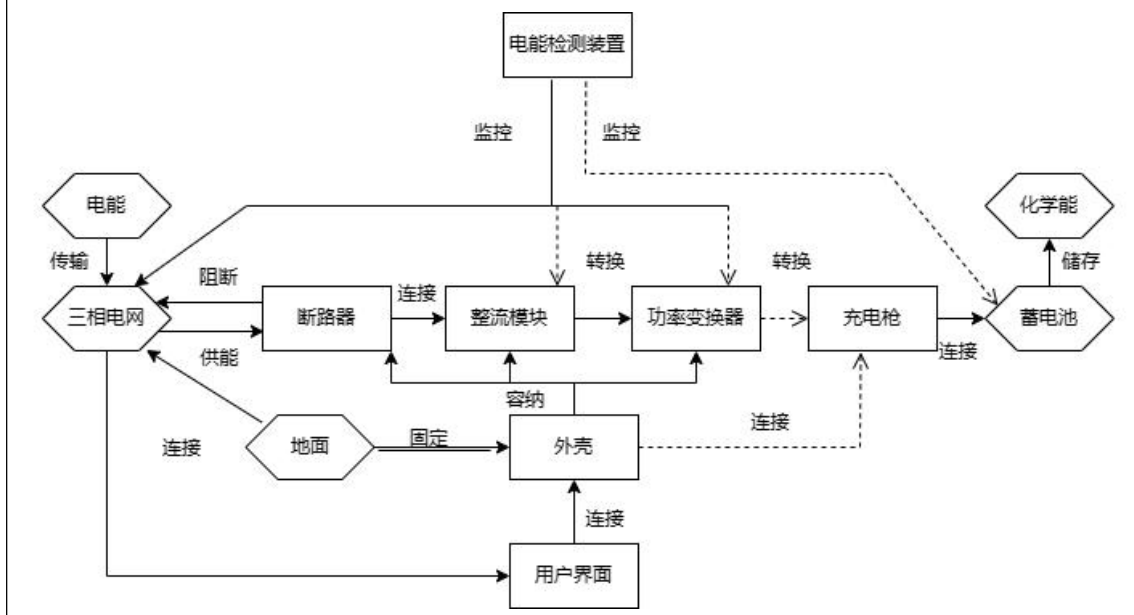 电能检测装置
监控
监控
电能
化学能
传输
阻断
连接
转换
转换
储存
三相电网
断路器
整流模块
功率变换器
充电枪
蓄电池
供能
连接
容纳
连接
地面
固定
外壳
连接
连接
用户界面